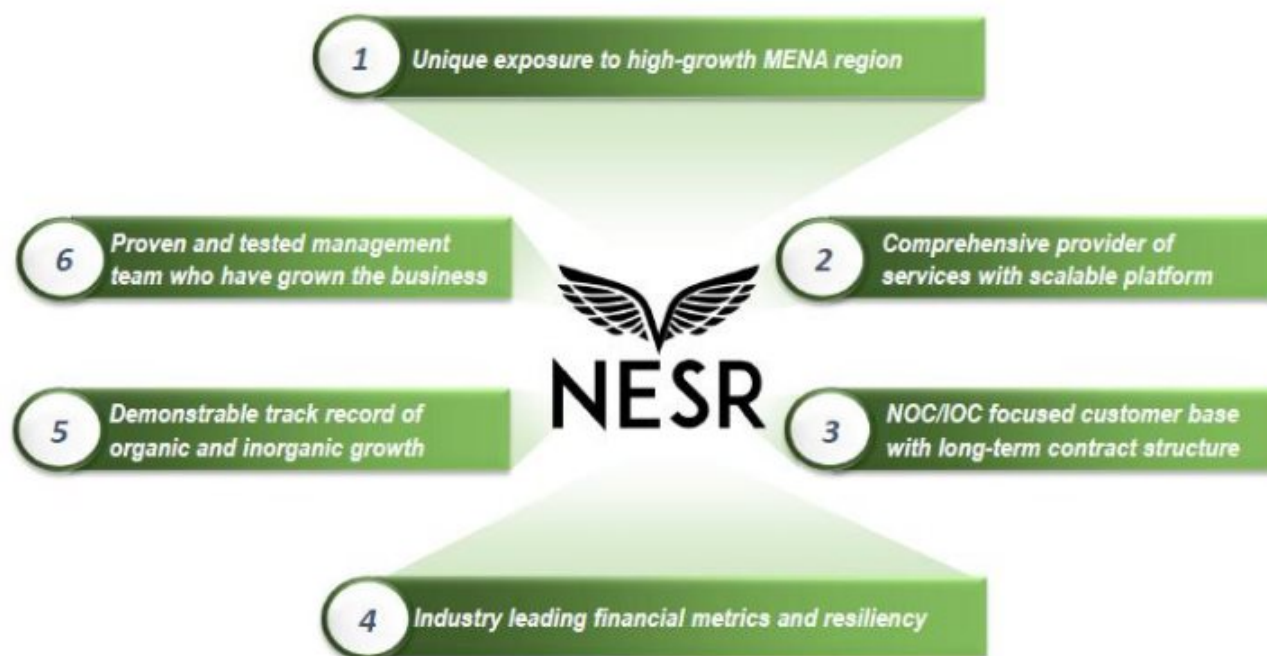 1
Unique exposure to high-growth MENA region
2
Comprehensive provider of
services with scalable platform
3
NOC/IOC focused customer base
with long-term contract structure
4
Industry leading financial metrics and resiliency
5
Demonstrable track record of
organic and inorganic growth
6
Proven and tested management
team who have grown the business
NESR